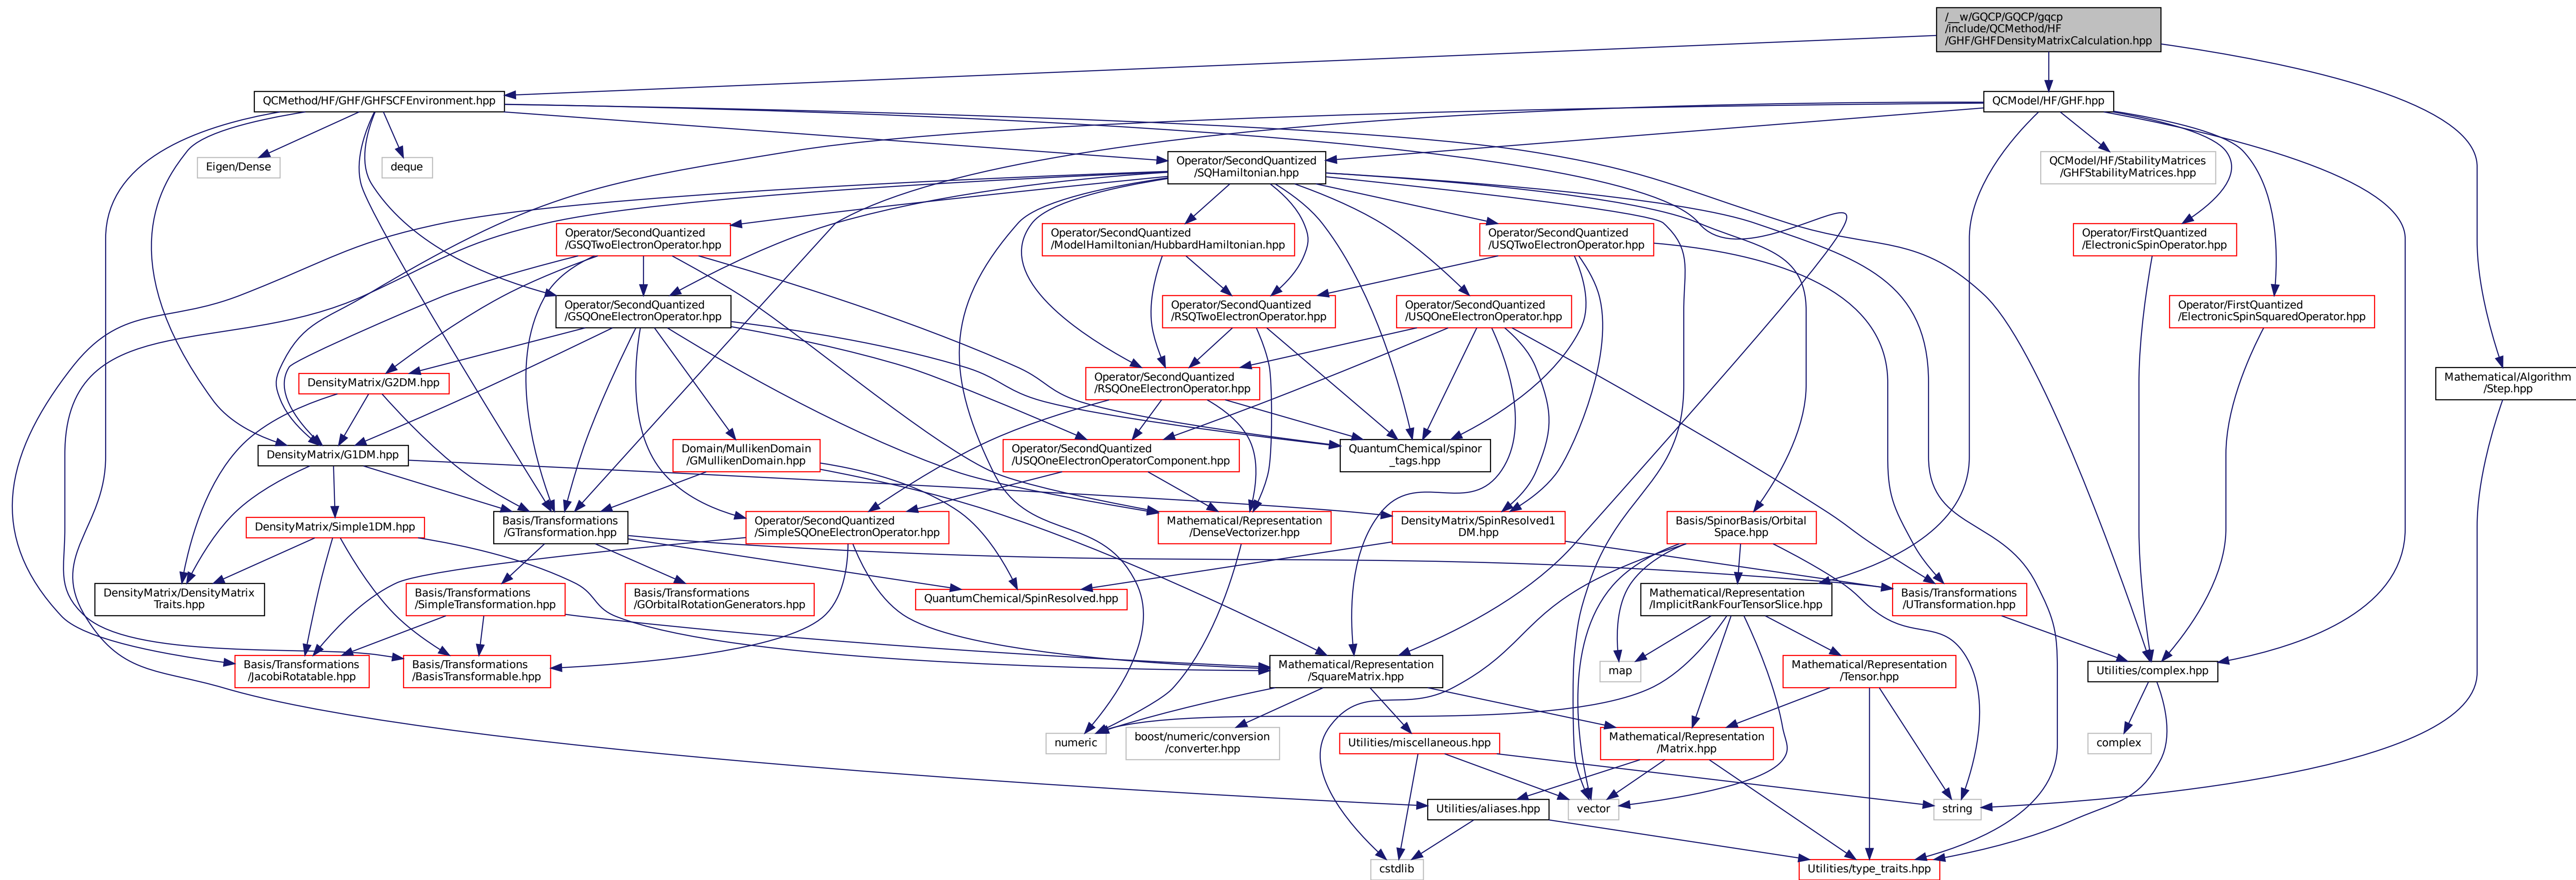 /__w/GQCP/GQCP/gqcp
/include/QCMethod/HF
/GHF/GHFDensityMatrixCalculation.hpp
QCMethod/HF/GHF/GHFSCFEnvironment.hpp
QCModel/HF/GHF.hpp
Eigen/Dense
deque
Operator/SecondQuantized
/SQHamiltonian.hpp
QCModel/HF/StabilityMatrices
/GHFStabilityMatrices.hpp
Operator/SecondQuantized
/GSQTwoElectronOperator.hpp
Operator/SecondQuantized
/ModelHamiltonian/HubbardHamiltonian.hpp
Operator/SecondQuantized
/USQTwoElectronOperator.hpp
Operator/FirstQuantized
/ElectronicSpinOperator.hpp
Operator/SecondQuantized
/GSQOneElectronOperator.hpp
Operator/SecondQuantized
/RSQTwoElectronOperator.hpp
Operator/SecondQuantized
/USQOneElectronOperator.hpp
Operator/FirstQuantized
/ElectronicSpinSquaredOperator.hpp
DensityMatrix/G2DM.hpp
Operator/SecondQuantized
/RSQOneElectronOperator.hpp
Mathematical/Algorithm
/Step.hpp
DensityMatrix/G1DM.hpp
Domain/MullikenDomain
/GMullikenDomain.hpp
Operator/SecondQuantized
/USQOneElectronOperatorComponent.hpp
QuantumChemical/spinor
_tags.hpp
DensityMatrix/Simple1DM.hpp
Basis/Transformations
/GTransformation.hpp
Operator/SecondQuantized
/SimpleSQOneElectronOperator.hpp
Mathematical/Representation
/DenseVectorizer.hpp
DensityMatrix/SpinResolved1
DM.hpp
Basis/SpinorBasis/Orbital
Space.hpp
DensityMatrix/DensityMatrix
Traits.hpp
Basis/Transformations
/SimpleTransformation.hpp
Basis/Transformations
/GOrbitalRotationGenerators.hpp
QuantumChemical/SpinResolved.hpp
Mathematical/Representation
/ImplicitRankFourTensorSlice.hpp
Basis/Transformations
/UTransformation.hpp
Basis/Transformations
/JacobiRotatable.hpp
Basis/Transformations
/BasisTransformable.hpp
Mathematical/Representation
/SquareMatrix.hpp
map
Mathematical/Representation
/Tensor.hpp
Utilities/complex.hpp
numeric
boost/numeric/conversion
/converter.hpp
Utilities/miscellaneous.hpp
Mathematical/Representation
/Matrix.hpp
complex
Utilities/aliases.hpp
vector
string
cstdlib
Utilities/type_traits.hpp